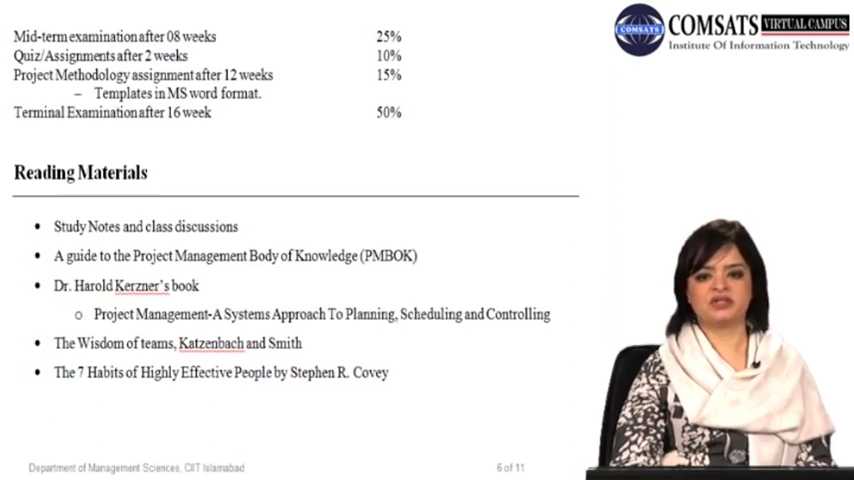 COMSATS VIRTUAL CAMPUS
COMSATS
Institute Of Information Technology
Mid-term examination after 08 weeks 25%
Quiz/Assignments after 2 weeks 10%
Project Methodology assignment after 12 weeks 15%
– Templates in MS word format.
Terminal Examination after 16 week 50%
Reading Materials
• Study Notes and class discussions
• A guide to the Project Management Body of Knowledge (PMBOK)
• Dr. Harold Kerzner's book
o Project Management-A Systems Approach To Planning, Scheduling and Controlling
• The Wisdom of teams, Katzenbach and Smith
• The 7 Habits of Highly Effective People by Stephen R. Covey
Department of Management Sciences, CIIT Islamabad 6 of 11